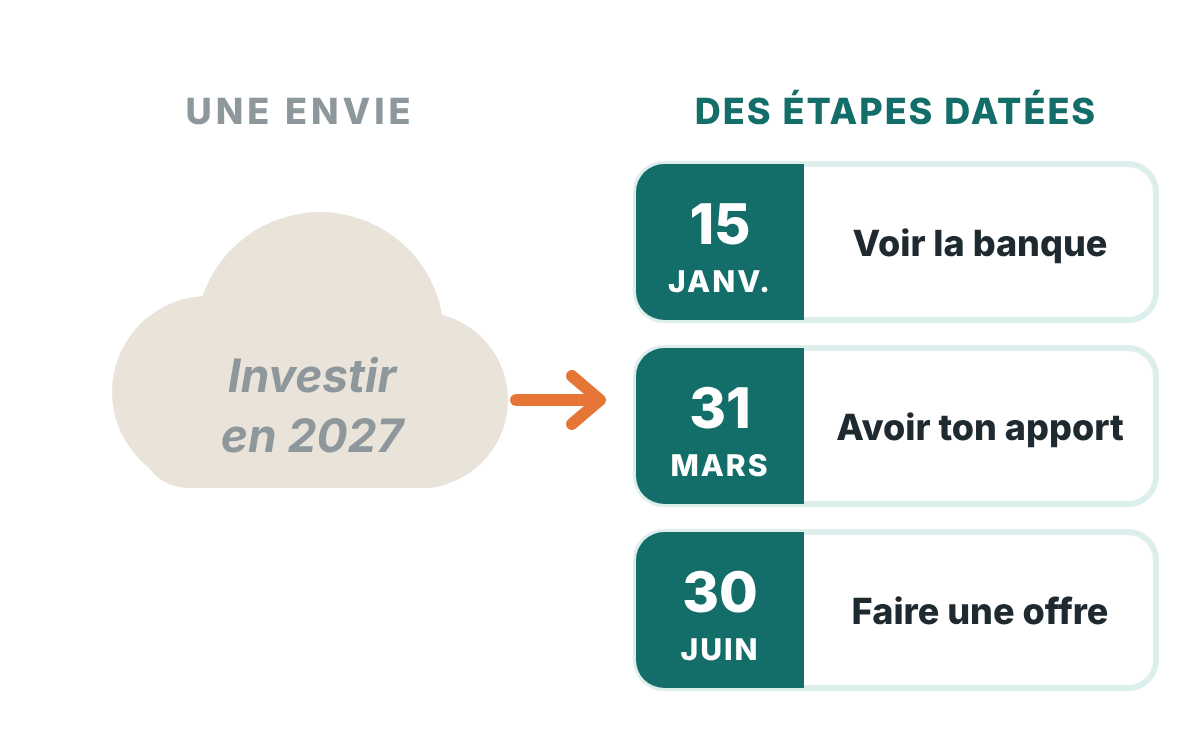 UNE ENVIE
Investir
en 2027
DES ÉTAPES DATÉES
15
JANV.
Voir la banque
31
MARS
Avoir ton apport
30
JUIN
Faire une offre